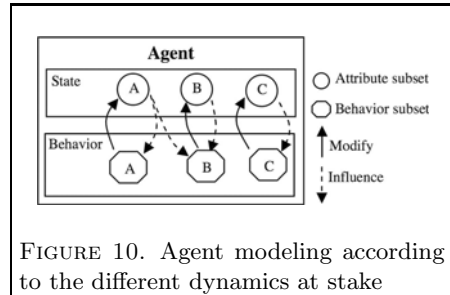 Agent
State
A
B
C
Behavior
A
B
C
Attribute subset
Behavior subset
Modify
Influence
FIGURE 10. Agent modeling according
to the different dynamics at stake